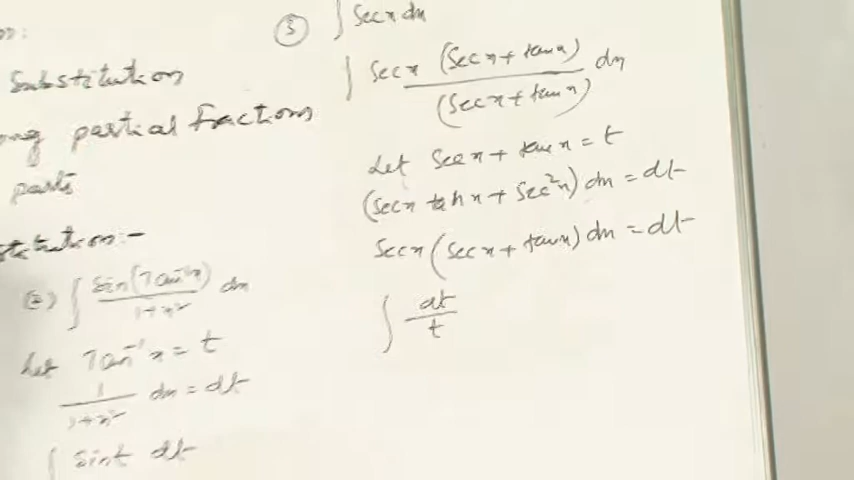 Substitution
partial Fractions
parts
stitution:-
(2) ∫ Sin(Tan⁻¹x) / 1+x² dx
Let Tan⁻¹x = t
1 / 1+x² dx = dt
∫ Sint dt
(3) ∫ Secx dx
∫ Secx (Secx + tanx) / (Secx + tanx) dx
Let Secx + tanx = t
(Secx tanx + Sec²x) dx = dt
Secx (Secx + tanx) dx = dt
∫ dt / t